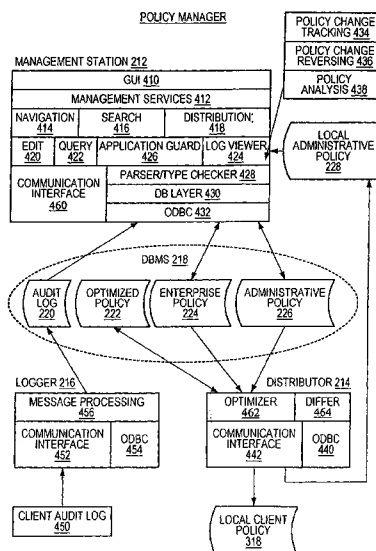 POLICY MANAGER
POLICY CHANGE
TRACKING 434
POLICY CHANGE
REVERSING 436
POLICY
ANALYSIS 438
MANAGEMENT STATION 212
GUI 410
MANAGEMENT SERVICES 412
NAVIGATION
414
SEARCH
416
DISTRIBUTION
418
EDIT
420
QUERY
422
APPLICATION GUARD
426
LOG VIEWER
424
COMMUNICATION
INTERFACE
460
PARSER/TYPE CHECKER 428
DB LAYER 430
ODBC 432
LOCAL
ADMINISTRATIVE
POLICY
228
DBMS 218
AUDIT
LOG
220
OPTIMIZED
POLICY
222
ENTERPRISE
POLICY
224
ADMINISTRATIVE
POLICY
226
LOGGER 216
MESSAGE PROCESSING
456
COMMUNICATION
INTERFACE
452
ODBC
454
DISTRIBUTOR 214
OPTIMIZER
462
DIFFER
464
COMMUNICATION
INTERFACE
442
ODBC
440
CLIENT AUDIT LOG
450
LOCAL CLIENT
POLICY
318